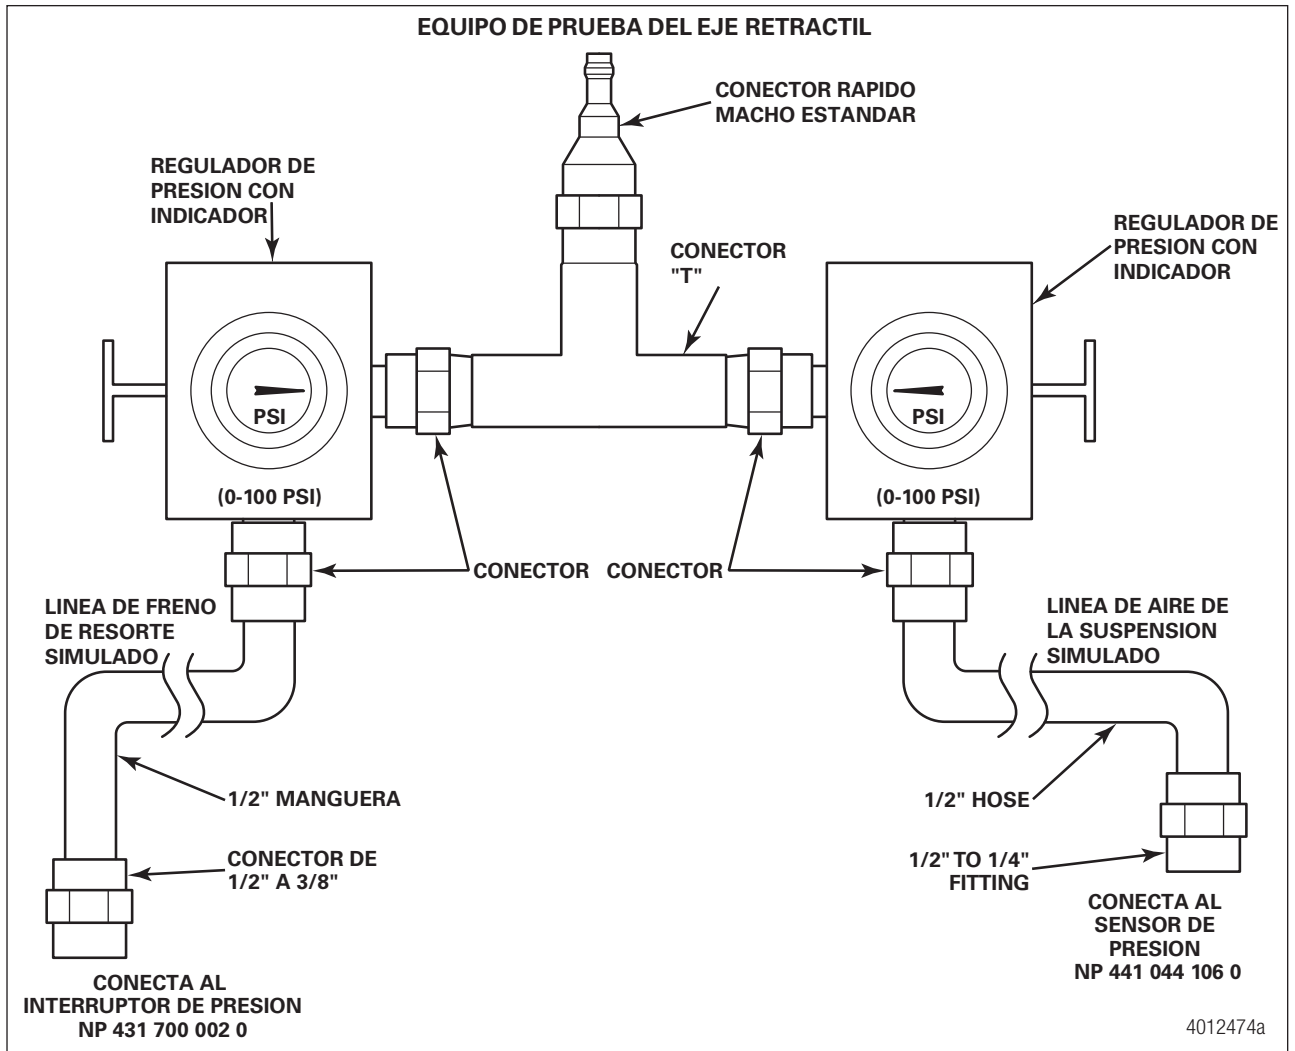 EQUIPO DE PRUEBA DEL EJE RETRACTIL
CONECTOR RAPIDO
MACHO ESTANDAR
REGULADOR DE
PRESION CON
INDICADOR
CONECTOR
"T"
REGULADOR DE
PRESION CON
INDICADOR
PSI
(0-100 PSI)
PSI
(0-100 PSI)
CONECTOR
CONECTOR
LINEA DE FRENO
DE RESORTE
SIMULADO
LINEA DE AIRE DE
LA SUSPENSION
SIMULADO
1/2" MANGUERA
1/2" HOSE
CONECTOR DE
1/2" A 3/8"
1/2" TO 1/4"
FITTING
CONECTA AL
INTERRUPTOR DE PRESION
NP 431 700 002 0
CONECTA AL
SENSOR DE
PRESION
NP 441 044 106 0
4012474a